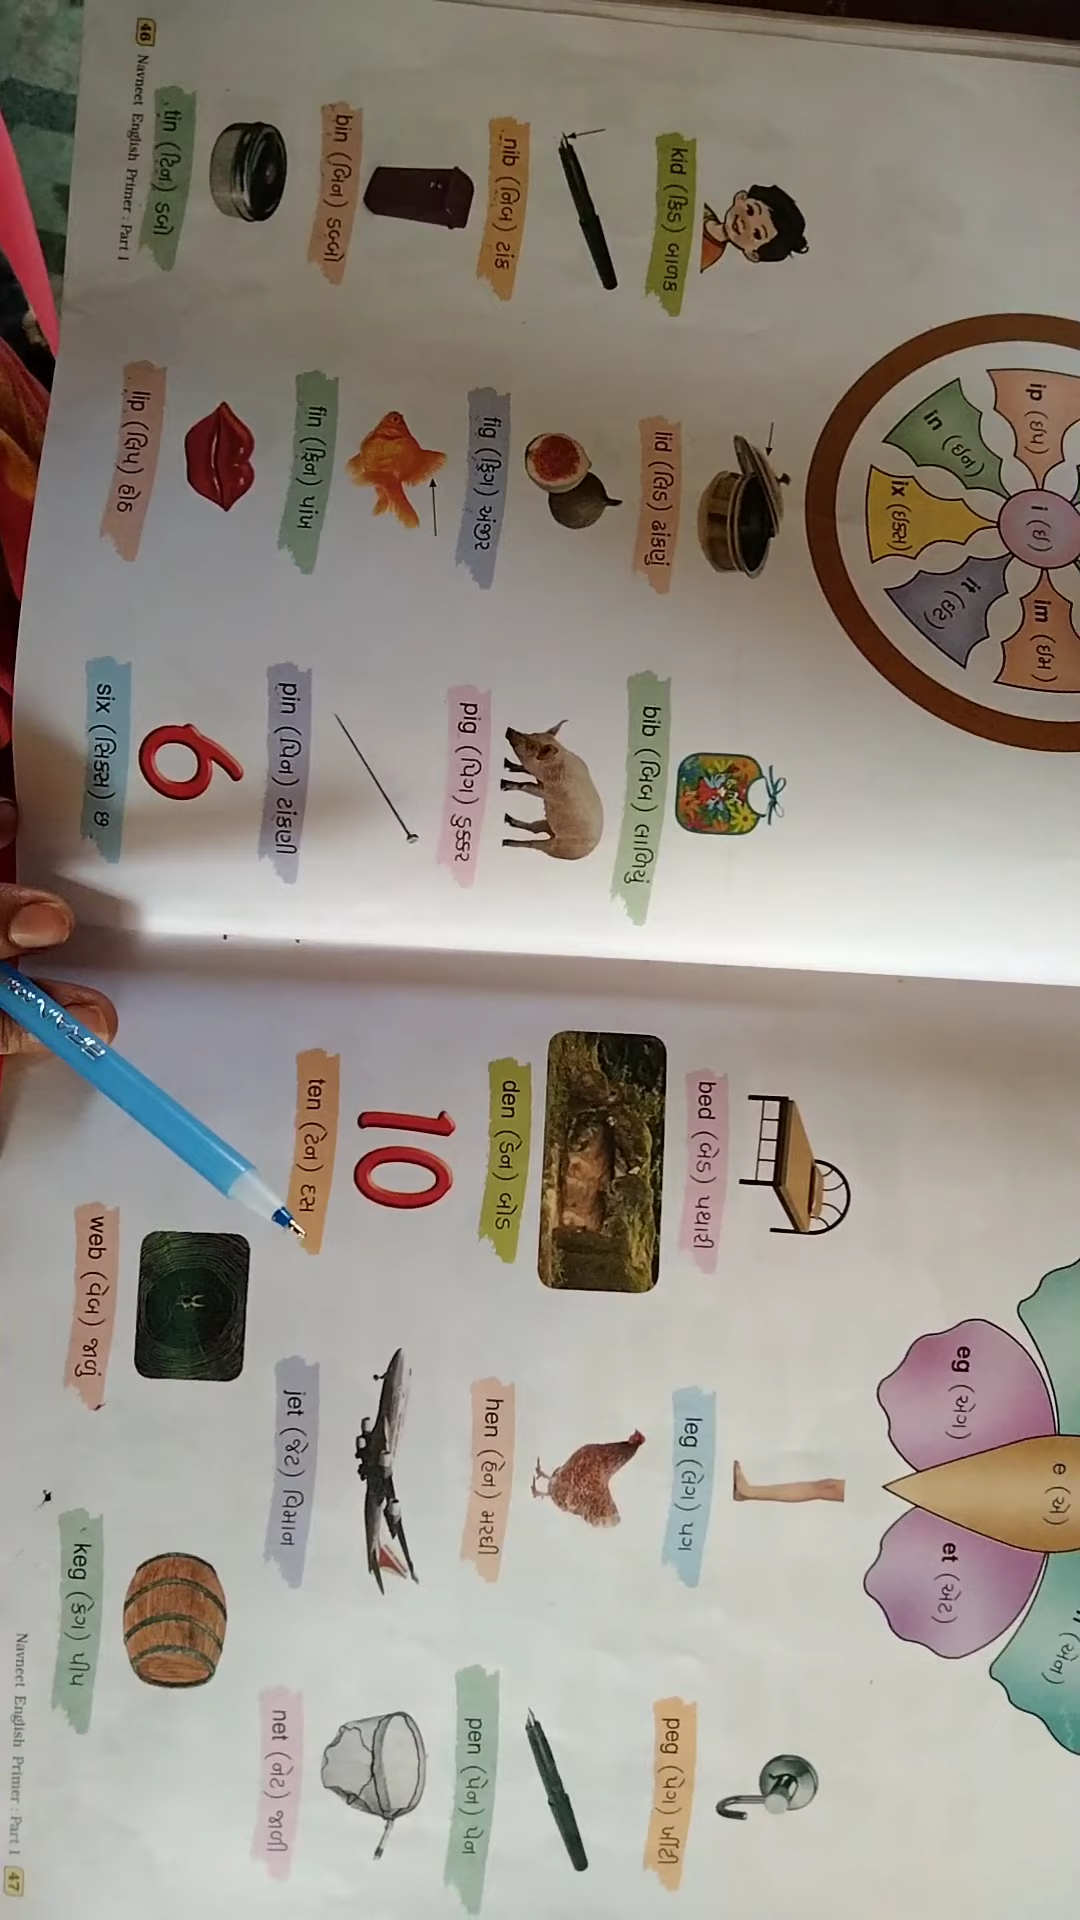 ip (ઇપ)
in (ઇન)
i (ઇ)
ix (ઇક્સ)
it (ઇટ)
im (ઇમ)
kid (કિડ) બાળક
lid (લિડ) ઢાંકણું
bib (બિબ) લાળિયું
nib (નિબ) ટાંક
fig (ફિગ) અંજીર
pig (પિગ) ડુક્કર
bin (બિન) ડબ્બો
fin (ફિન) પાંખ
pin (પિન) ટાંકણી
6
tin (ટિન) ડબો
lip (લિપ) હોઠ
six (સિક્સ) છ
46 Navneet English Primer : Part 1
eg (એગ)
e (એ)
et (એટ)
(એન)
bed (બેડ) પથારી
leg (લેગ) પગ
peg (પેગ) ખીંટી
den (ડેન) બોડ
hen (હેન) મરઘી
pen (પેન) પેન
10
ten (ટેન) દસ
jet (જેટ) વિમાન
net (નેટ) જાળી
web (વેબ) જાળું
keg (કેગ) પીપ
Navneet English Primer : Part 1 47